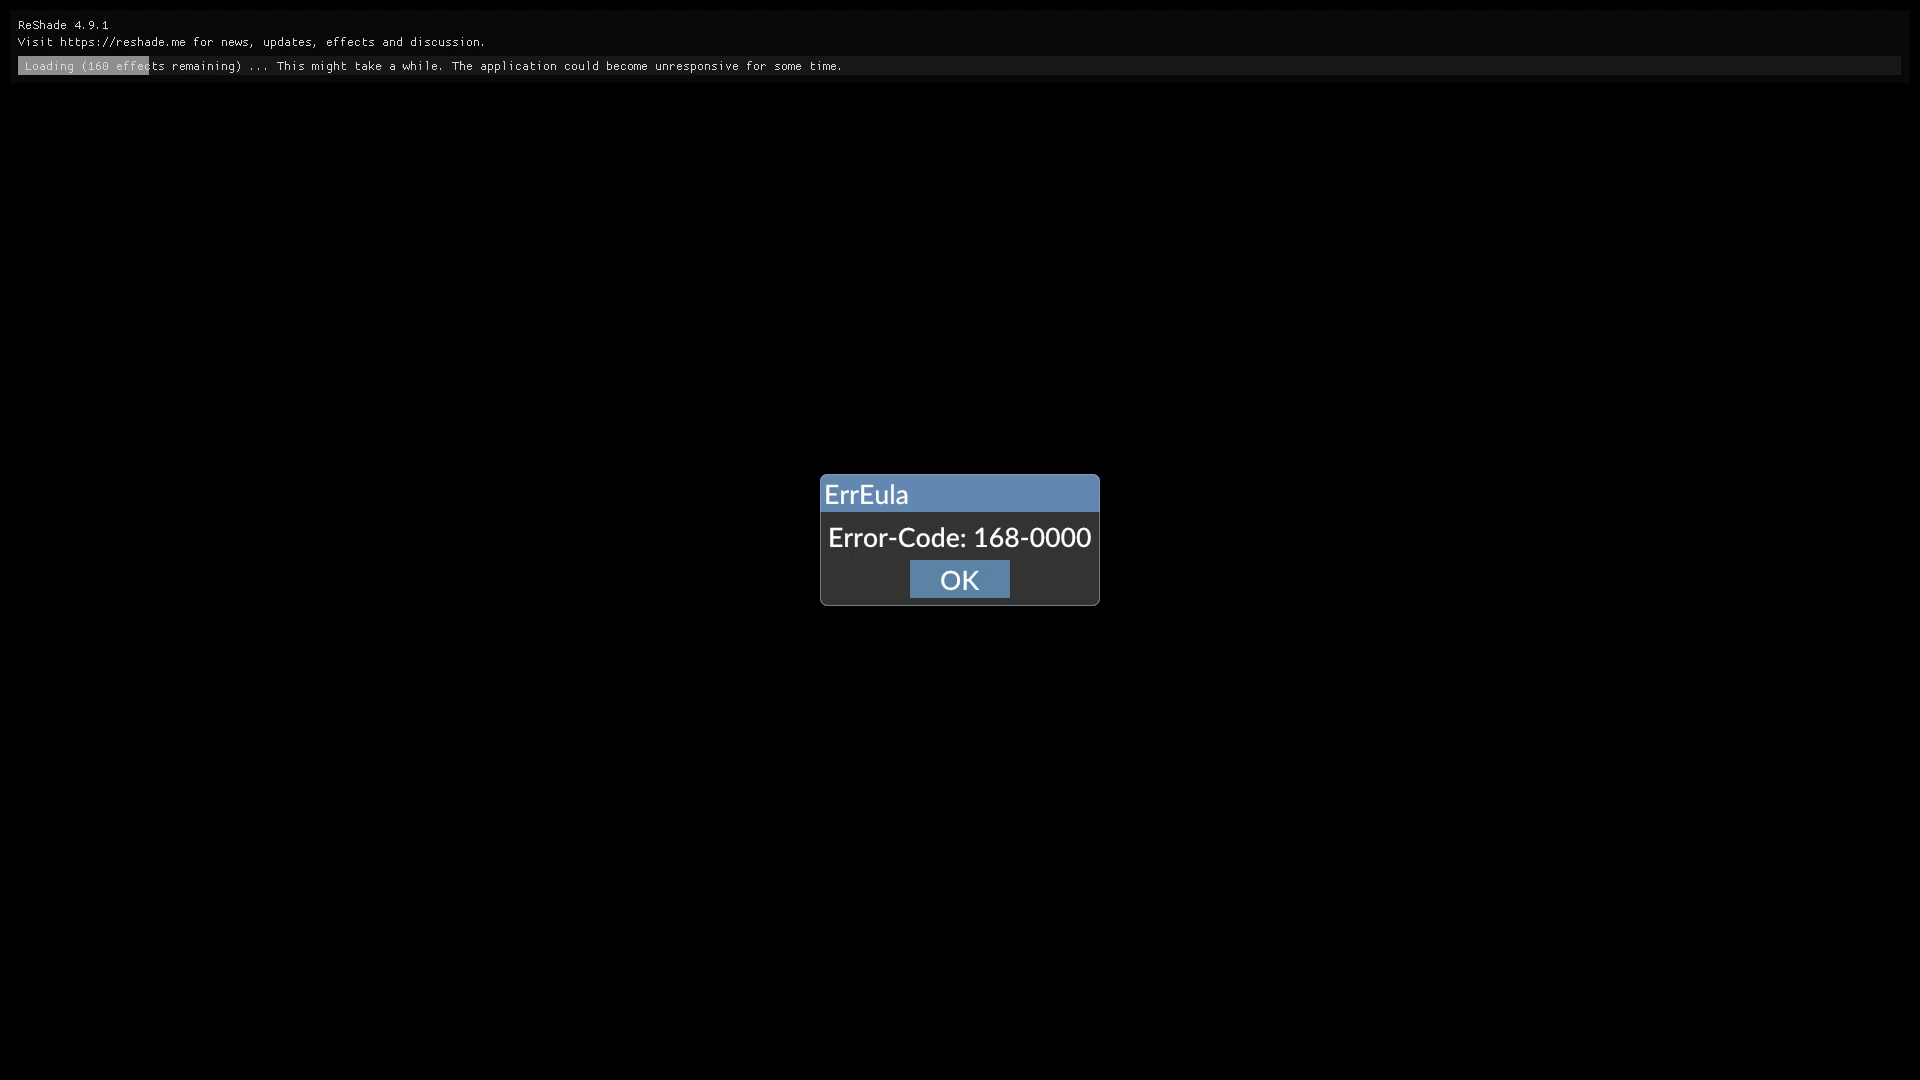 ReShade 4.9.1
Visit https://reshade.me for news, updates, effects and discussion.
Loading (160 effects remaining) ... This might take a while. The application could become unresponsive for some time.
ErrEula
Error-Code: 168-0000
OK